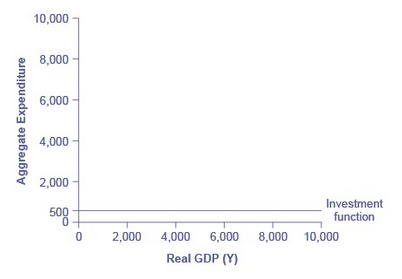 10,000
8,000
6,000
4,000
2,000
500
0
Aggregate Expenditure
Investment
function
0 2,000 4,000 6,000 8,000 10,000
Real GDP (Y)